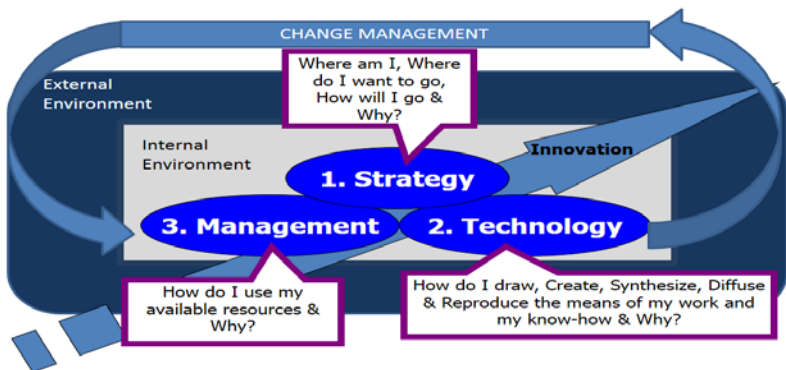 CHANGE MANAGEMENT
Where am I, Where
do I want to go,
How will I go &
Why?
External
Environment
Internal
Environment
Innovation
1. Strategy
3. Management
2. Technology
How do I use my
available resources &
Why?
How do I draw, Create, Synthesize, Diffuse
& Reproduce the means of my work and
my know-how & Why?